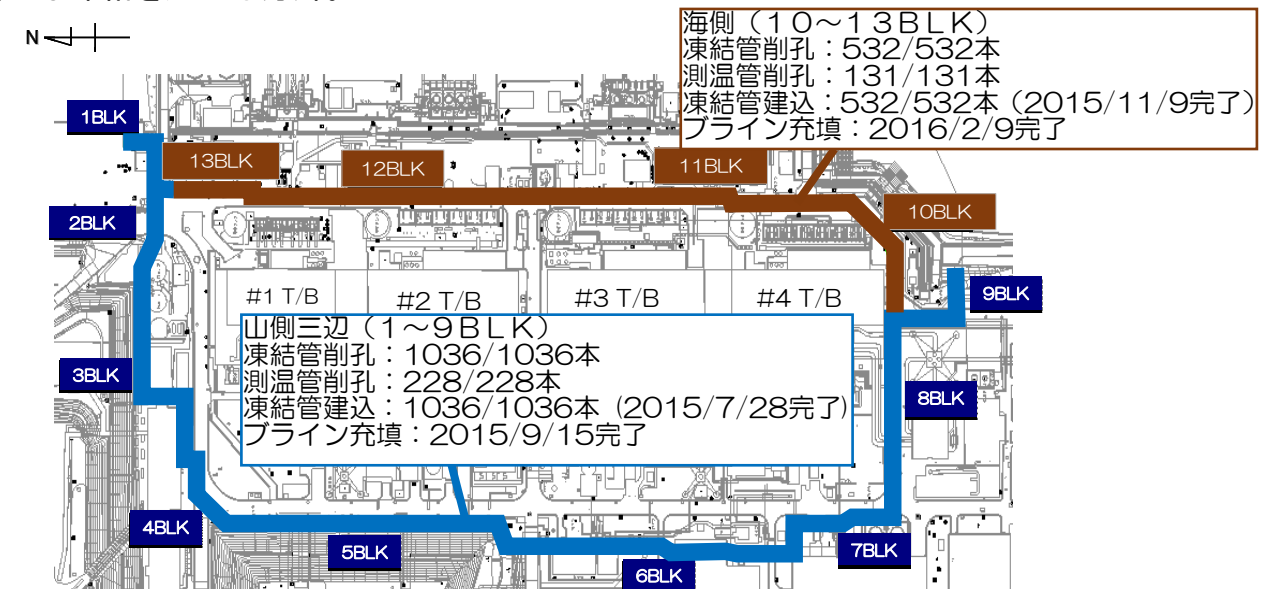 N
海側（１０～１３ＢＬＫ）
凍結管削孔：532/532本
測温管削孔：131/131本
凍結管建込：532/532本（2015/11/9完了）
ブライン充填：2016/2/9完了
1BLK
13BLK
12BLK
11BLK
10BLK
2BLK
9BLK
#1 T/B
#2 T/B
#3 T/B
#4 T/B
山側三辺（１～９ＢＬＫ）
凍結管削孔：1036/1036本
測温管削孔：228/228本
凍結管建込：1036/1036本（2015/7/28完了）
ブライン充填：2015/9/15完了
3BLK
8BLK
4BLK
5BLK
7BLK
6BLK